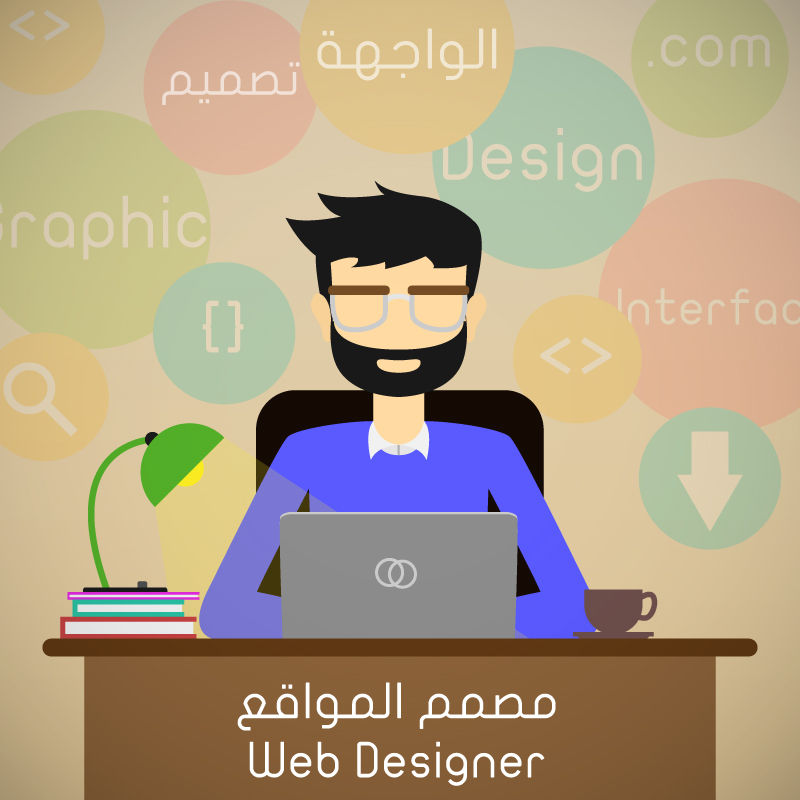 < >
تصميم
الواجهة
.com
Design
Graphic
{ }
< >
Interfac
مصمم المواقع
Web Designer